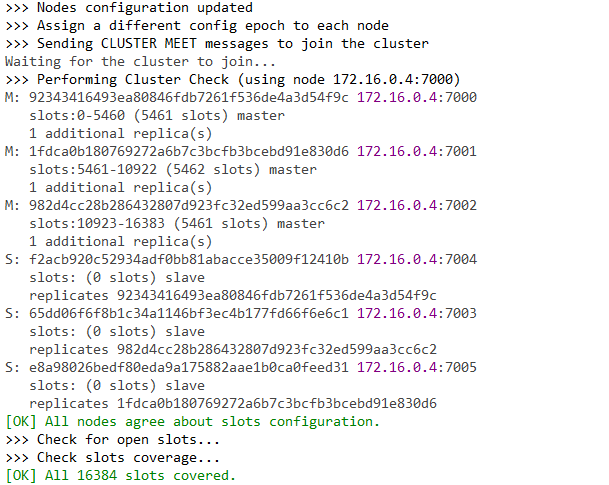 >>> Nodes configuration updated
>>> Assign a different config epoch to each node
>>> Sending CLUSTER MEET messages to join the cluster
Waiting for the cluster to join...
>>> Performing Cluster Check (using node 172.16.0.4:7000)
M: 92343416493ea80846fdb7261f536de4a3d54f9c 172.16.0.4:7000
slots:0-5460 (5461 slots) master
1 additional replica(s)
M: 1fdca0b180769272a6b7c3bcfb3bcebd91e830d6 172.16.0.4:7001
slots:5461-10922 (5462 slots) master
1 additional replica(s)
M: 982d4cc28b286432807d923fc32ed599aa3cc6c2 172.16.0.4:7002
slots:10923-16383 (5461 slots) master
1 additional replica(s)
S: f2acb920c52934adf0bb81abacce35009f12410b 172.16.0.4:7004
slots: (0 slots) slave
replicates 92343416493ea80846fdb7261f536de4a3d54f9c
S: 65dd06f6f8b1c34a1146bf3ec4b177fd66f6e6c1 172.16.0.4:7003
slots: (0 slots) slave
replicates 982d4cc28b286432807d923fc32ed599aa3cc6c2
S: e8a98026bedf80eda9a175882aae1b0ca0feed31 172.16.0.4:7005
slots: (0 slots) slave
replicates 1fdca0b180769272a6b7c3bcfb3bcebd91e830d6
[OK] All nodes agree about slots configuration.
>>> Check for open slots...
>>> Check slots coverage...
[OK] All 16384 slots covered.